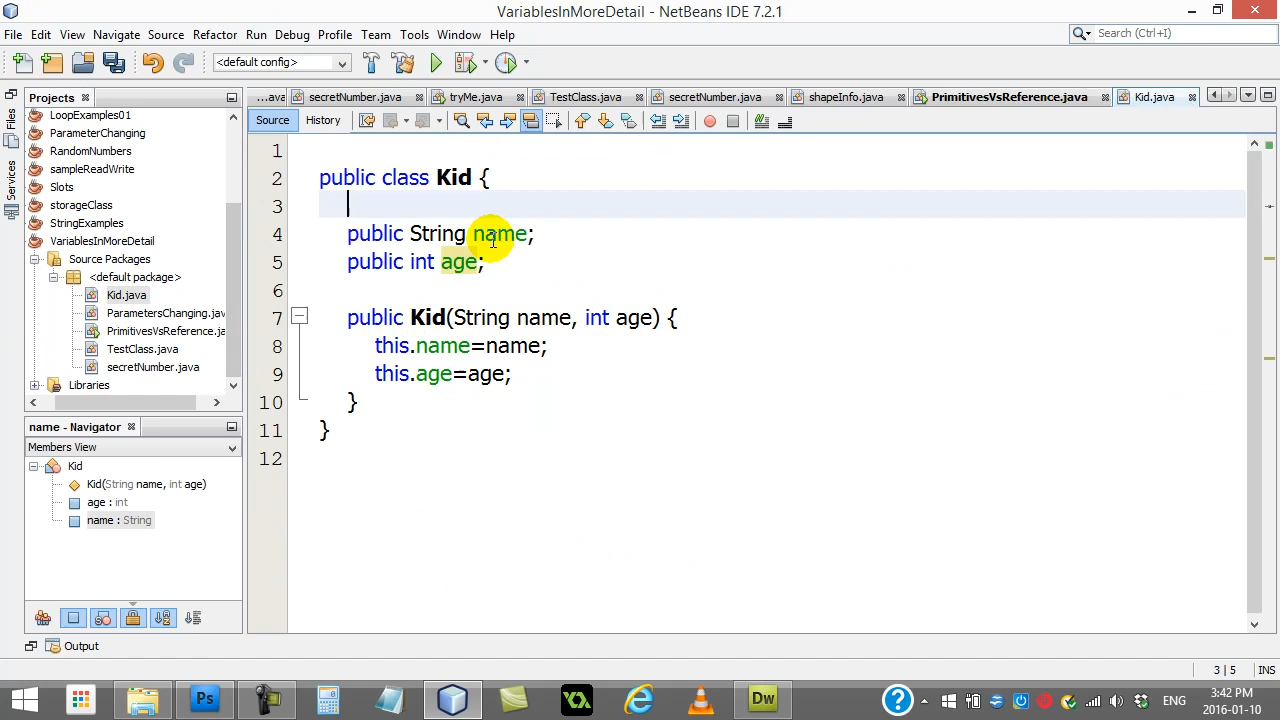 VariablesInMoreDetail - NetBeans IDE 7.2.1
File Edit View Navigate Source Refactor Run Debug Profile Team Tools Window Help
Search (Ctrl+I)
<default config>
Projects
...ava secretNumber.java tryMe.java TestClass.java secretNumber.java shapeInfo.java PrimitivesVsReference.java Kid.java
Files
Services
LoopExamples01
ParameterChanging
RandomNumbers
sampleReadWrite
Slots
storageClass
StringExamples
VariablesInMoreDetail
Source Packages
<default package>
Kid.java
ParametersChanging.jav
PrimitivesVsReference.ja
TestClass.java
secretNumber.java
Libraries
name - Navigator
Members View
Kid
Kid(String name, int age)
age : int
name : String
Source History
1
2 public class Kid {
3
4 public String name;
5 public int age;
6
7 public Kid(String name, int age) {
8 this.name=name;
9 this.age=age;
10 }
11 }
12
Output
3 | 5 INS
Ps
Dw
ENG
3:42 PM
2016-01-10